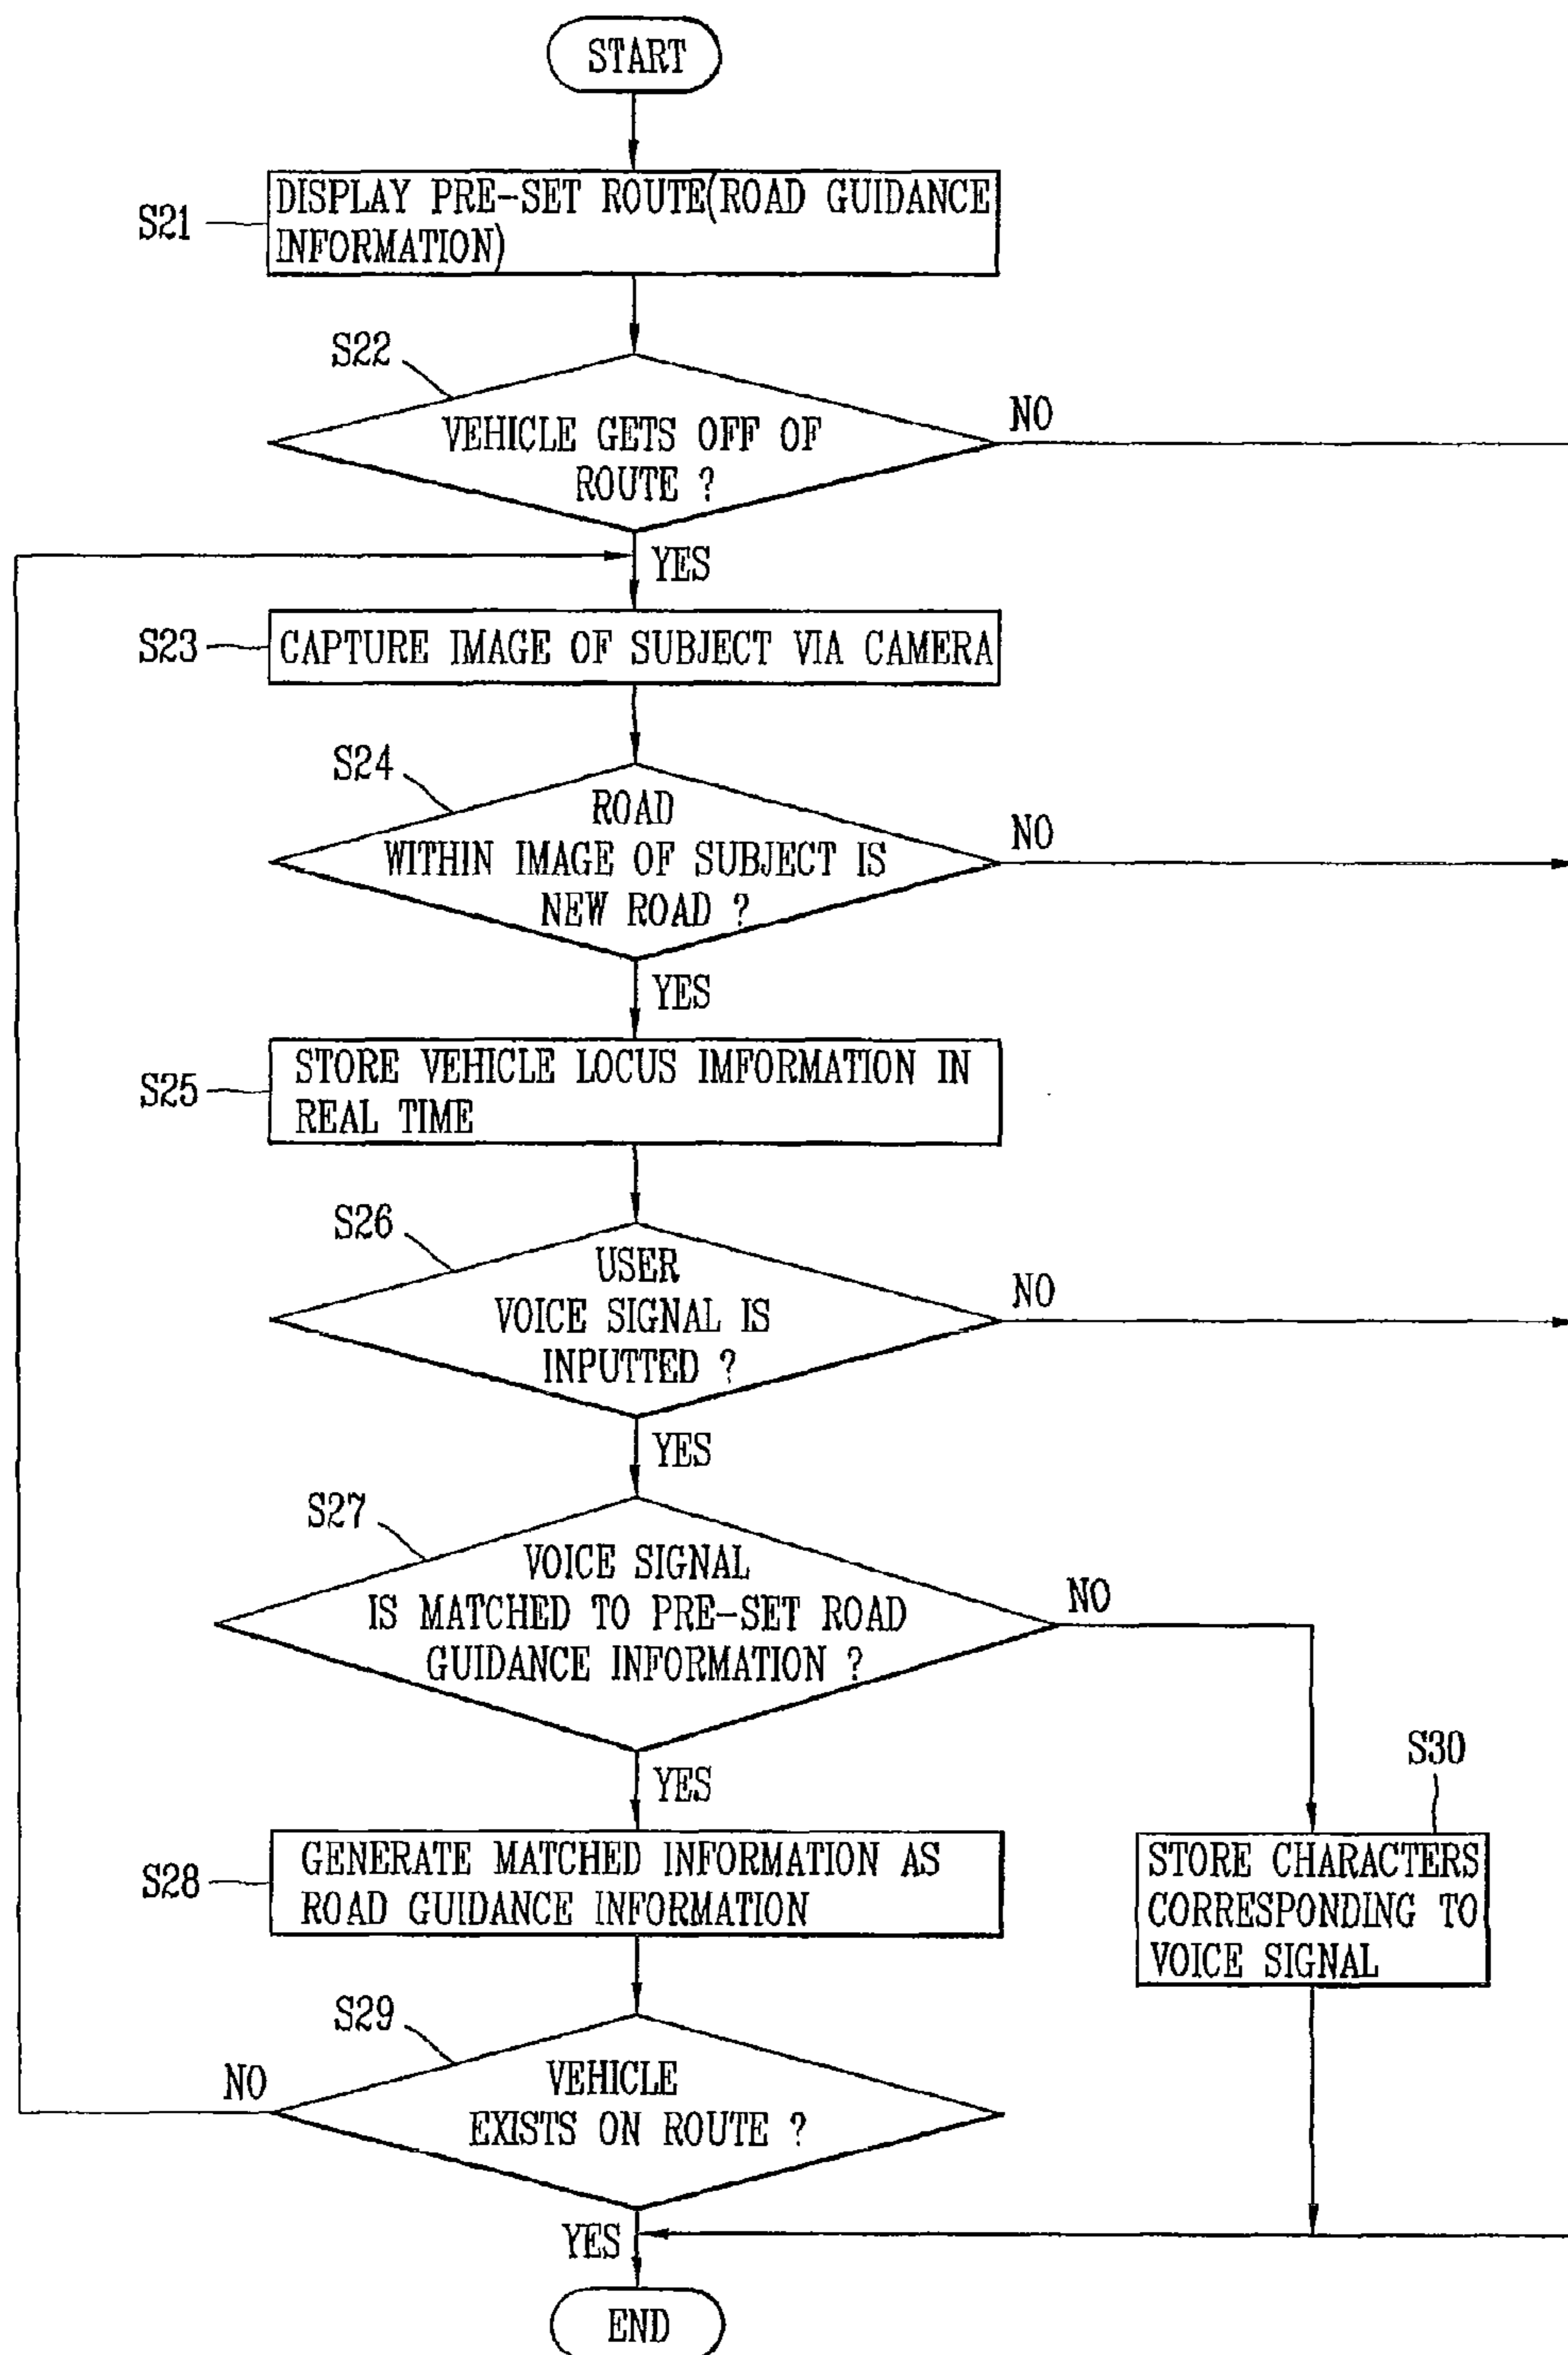 START
S21
DISPLAY PRE-SET ROUTE(ROAD GUIDANCE
INFORMATION)
S22
VEHICLE GETS OFF OF
ROUTE ?
NO
YES
S23
CAPTURE IMAGE OF SUBJECT VIA CAMERA
S24
ROAD
WITHIN IMAGE OF SUBJECT IS
NEW ROAD ?
NO
YES
S25
STORE VEHICLE LOCUS IMFORMATION IN
REAL TIME
S26
USER
VOICE SIGNAL IS
INPUTTED ?
NO
YES
S27
VOICE SIGNAL
IS MATCHED TO PRE-SET ROAD
GUIDANCE INFORMATION ?
NO
YES
S28
GENERATE MATCHED INFORMATION AS
ROAD GUIDANCE INFORMATION
S30
STORE CHARACTERS
CORRESPONDING TO
VOICE SIGNAL
S29
VEHICLE
EXISTS ON ROUTE ?
NO
YES
END